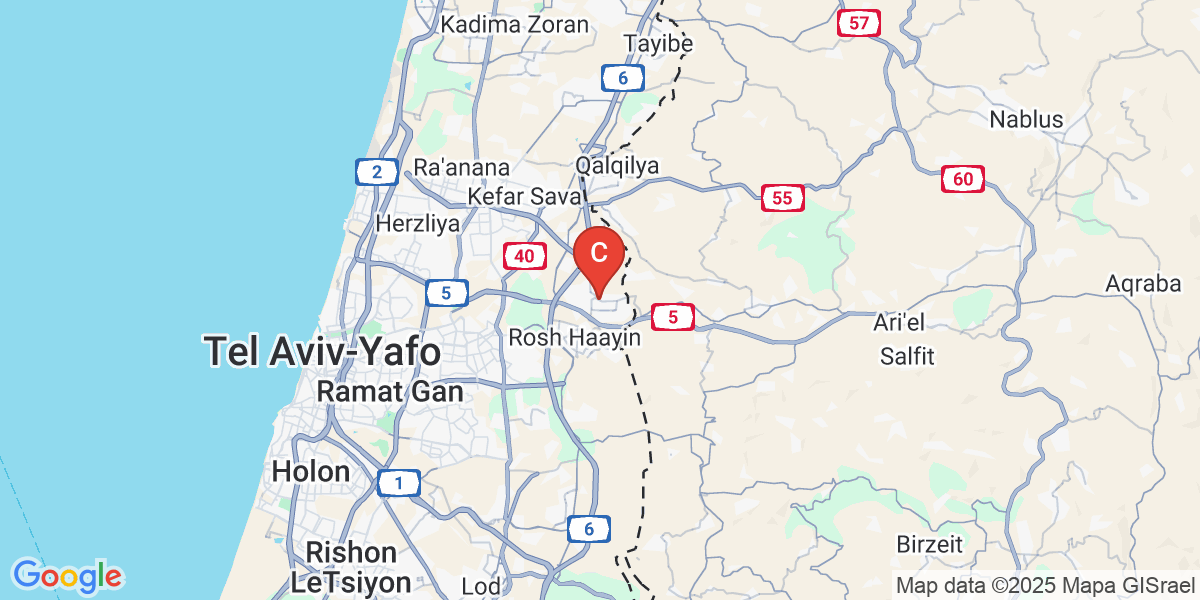 Kadima Zoran
57
Tayibe
6
Nablus
Qalqilya
2
Ra'anana
60
Kefar Sava
55
Herzliya
40
C
Aqraba
5
5
Ari'el
Rosh Haayin
Tel Aviv-Yafo
Salfit
Ramat Gan
Holon
1
6
Birzeit
Rishon
LeTsiyon
Lod
Google
Map data ©2025 Mapa GISrael